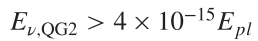 E_{ν,QG2} > 4 × 10^{−15} E_{pl}